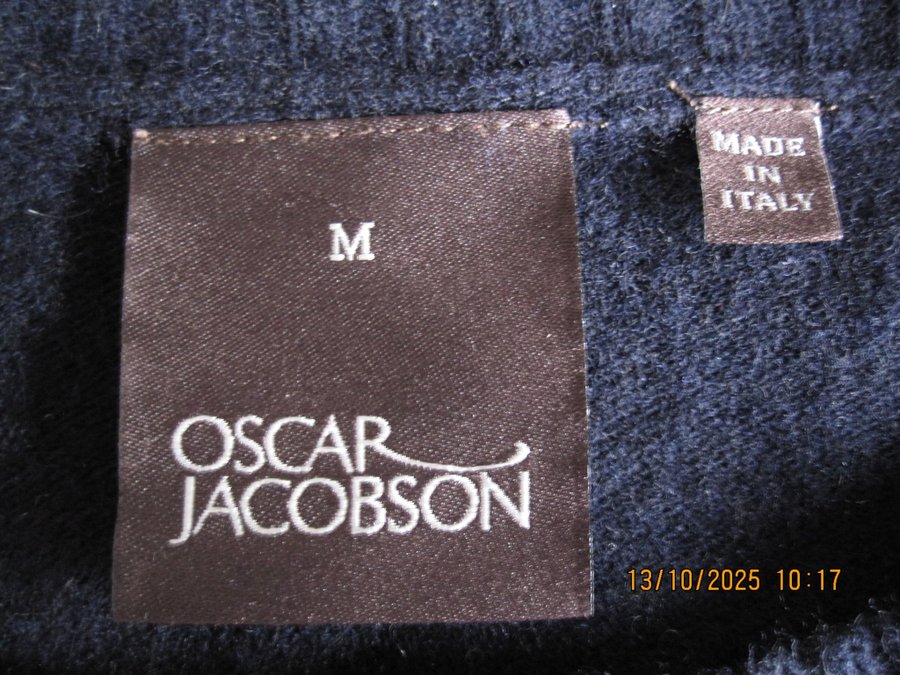 M
OSCAR
JACOBSON
MADE
IN
ITALY
13/10/2025 10:17